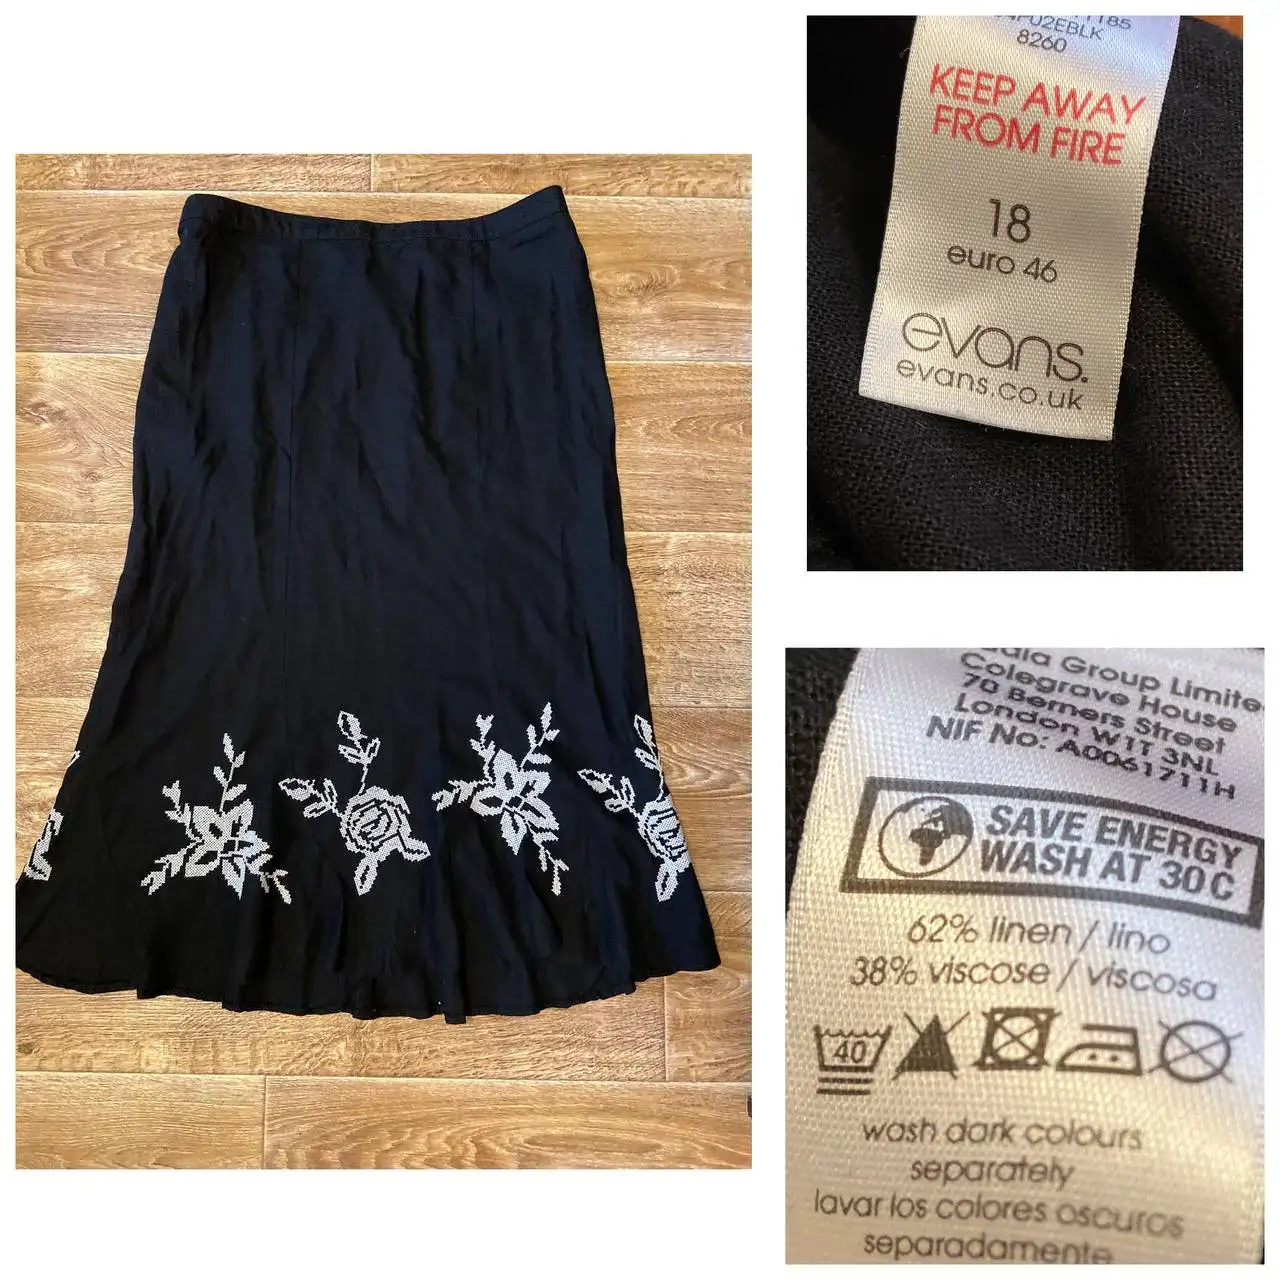 8260
KEEP AWAY
FROM FIRE
18
euro 46
evans.
evans.co.uk
Group Limite
Colegrave House
70 Berners Street
London W1T 3NL
NIF No: A0061711H
SAVE ENERGY
WASH AT 30C
62% linen / lino
38% viscose / viscosa
40
wash dark colours
separately
lavar los colores oscuros
separadamente